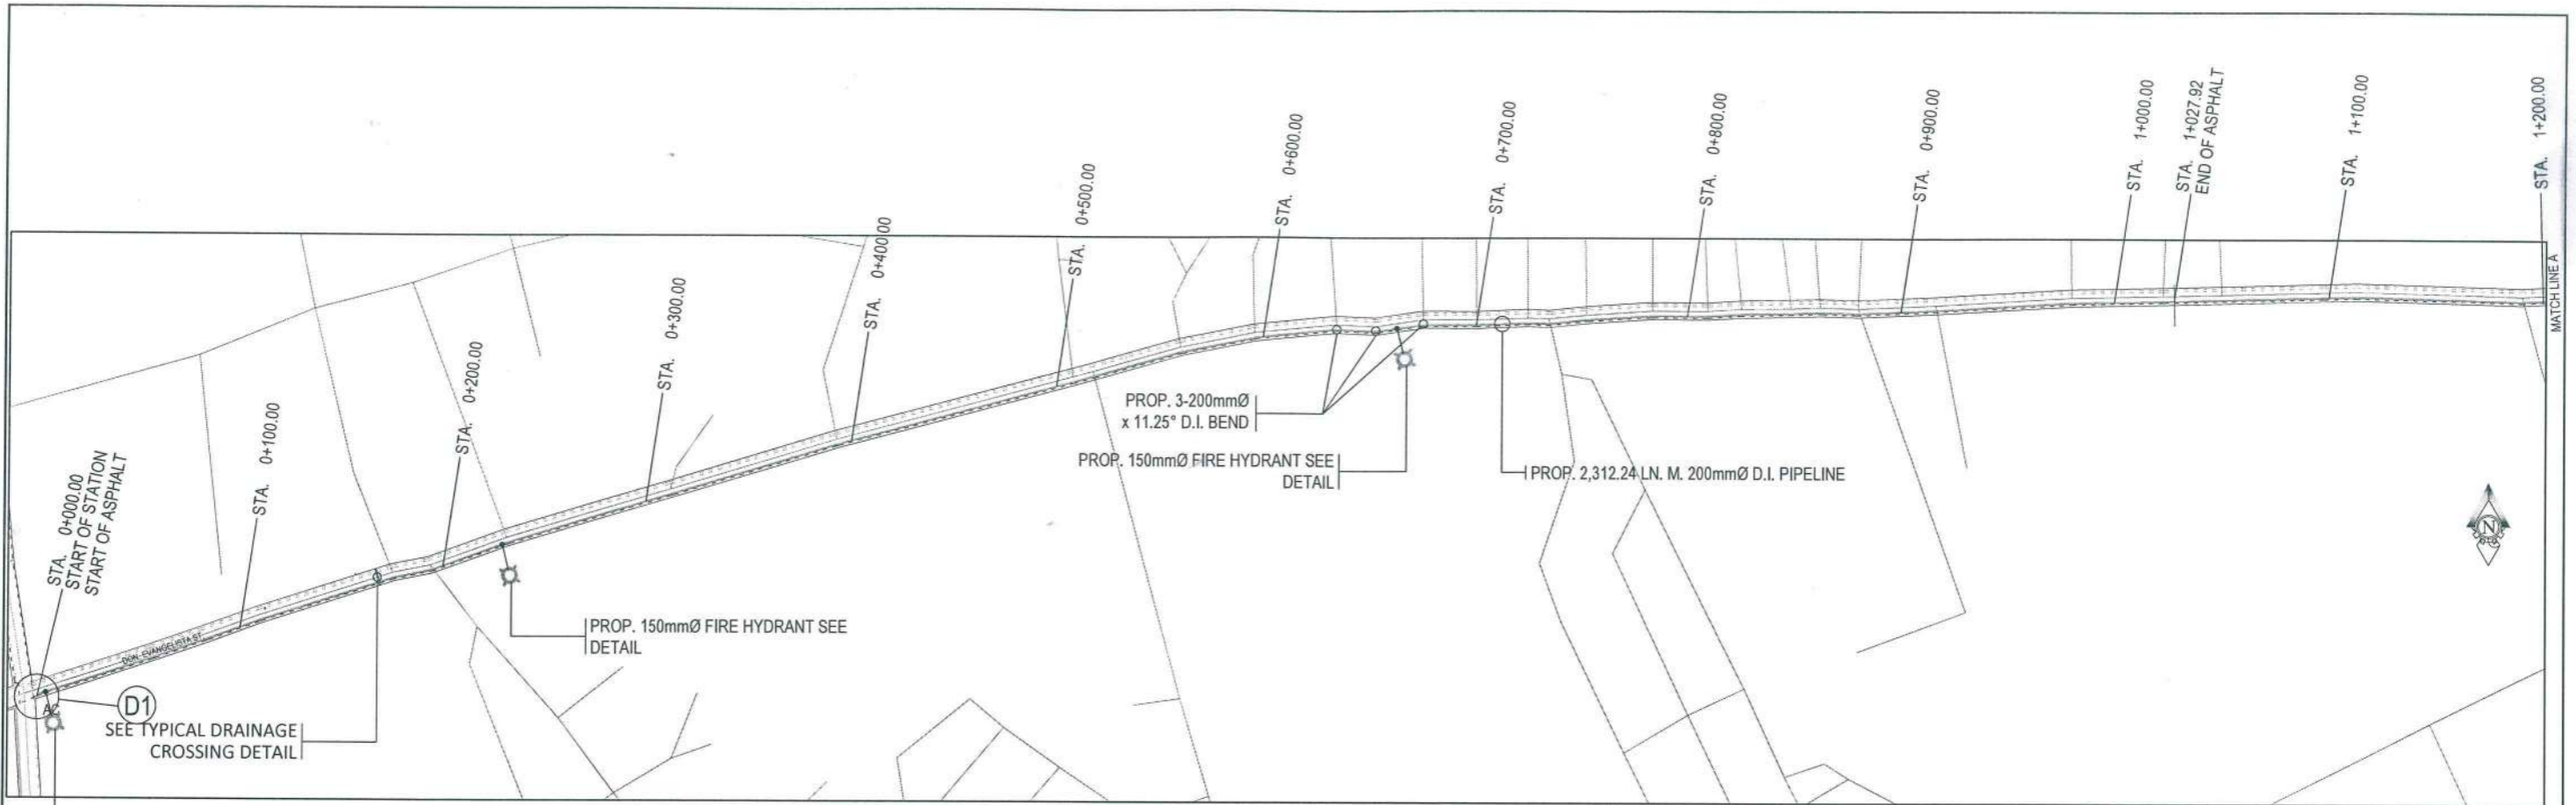 STA. 0+000.00
START OF STATION
START OF ASPHALT
STA. 0+100.00
STA. 0+200.00
STA. 0+300.00
STA. 0+400.00
STA. 0+500.00
STA. 0+600.00
STA. 0+700.00
STA. 0+800.00
STA. 0+900.00
STA. 1+000.00
STA. 1+027.92
END OF ASPHALT
STA. 1+100.00
STA. 1+200.00
MATCH LINE A
PROP. 3-200mmØ
x 11.25° D.I. BEND
PROP. 150mmØ FIRE HYDRANT SEE
DETAIL
PROP. 2,312.24 LN. M. 200mmØ D.I. PIPELINE
N
PROP. 150mmØ FIRE HYDRANT SEE
DETAIL
DON. EVANGELISTA ST.
D1
SEE TYPICAL DRAINAGE
CROSSING DETAIL